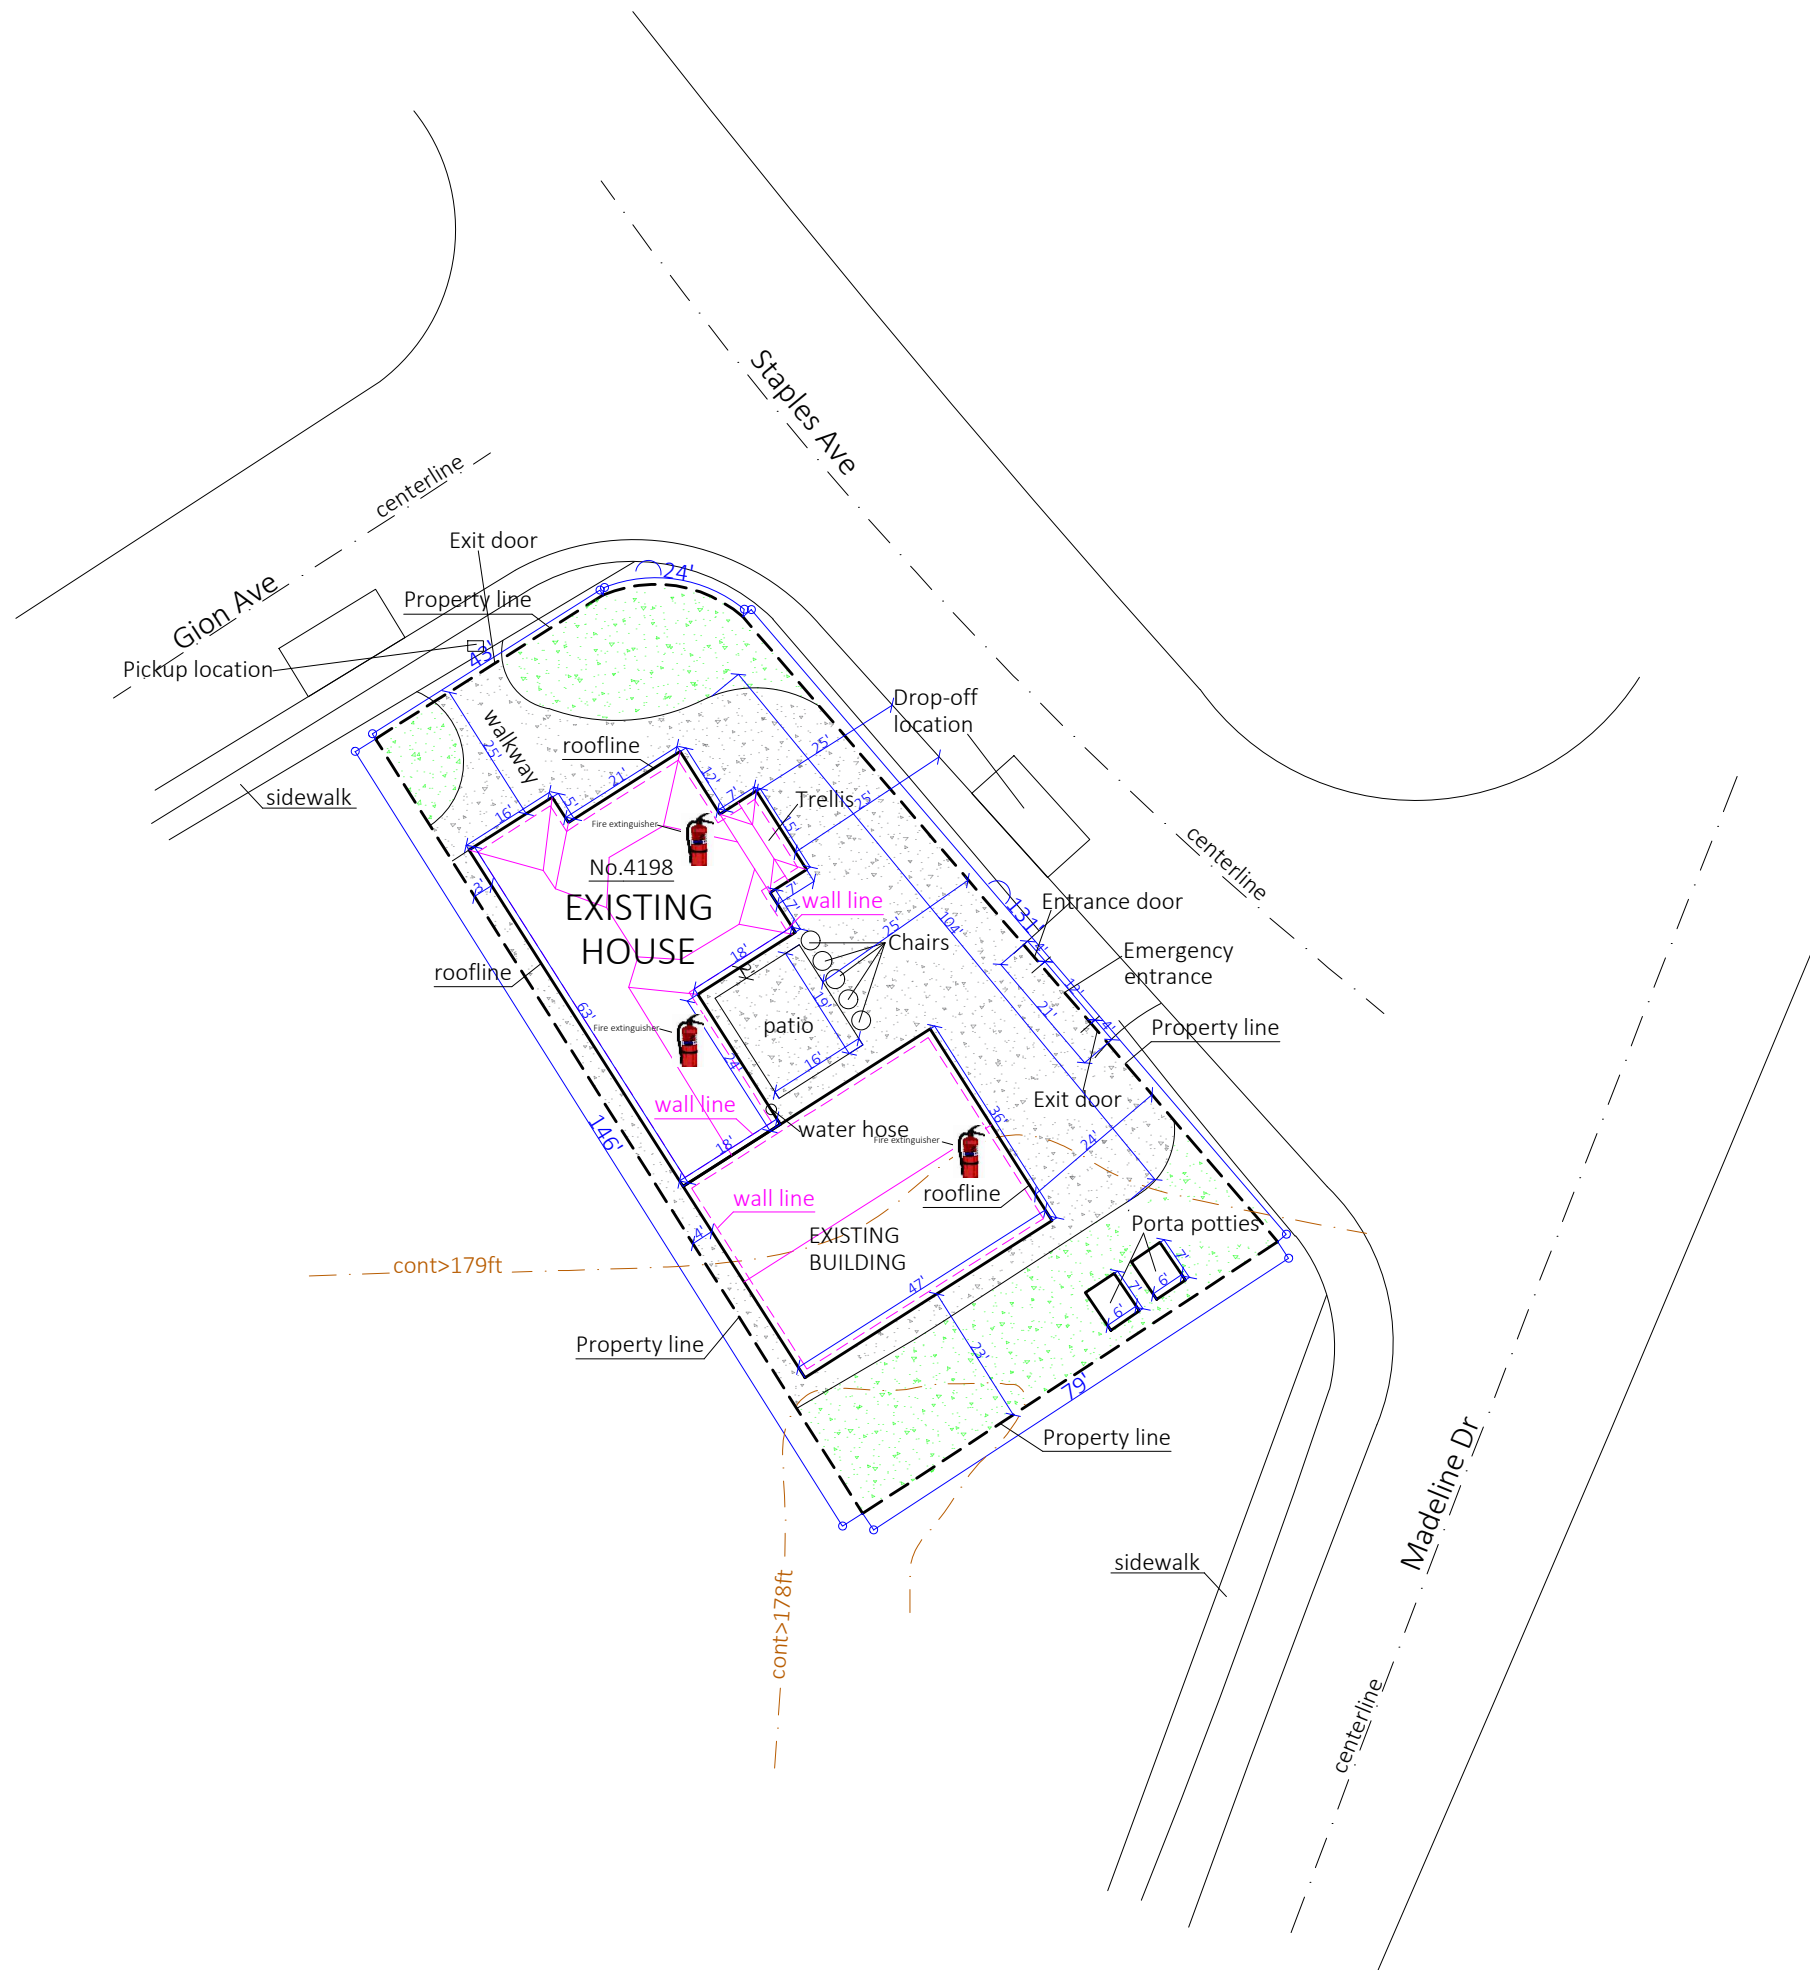 Staples Ave
centerline
Gion Ave
Exit door
24'
Property line
43'
Pickup location
walkway
25'
Drop-off
location
roofline
25'
sidewalk
21'
12'
7'
Trellis
25'
16'
5'
15'
Fire extinguisher
centerline
No.4198
3'
7'
7'
wall line
EXISTING
HOUSE
Entrance door
131'
104'
25'
Chairs
4'
Emergency
entrance
18'
roofline
12'
19'
21'
63'
patio
4'
Property line
Fire extinguisher
24'
16'
Exit door
wall line
36'
146'
water hose
Fire extinguisher
24'
18'
wall line
roofline
4'
EXISTING
BUILDING
Porta potties
cont>179ft
47'
7'
6'
7'
6'
Property line
23'
79'
Property line
Madeline Dr
sidewalk
cont>178ft
centerline